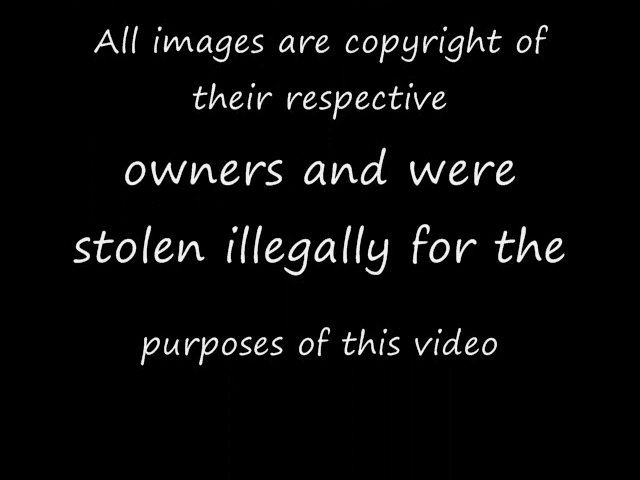 All images are copyright of
their respective
owners and were
stolen illegally for the
purposes of this video